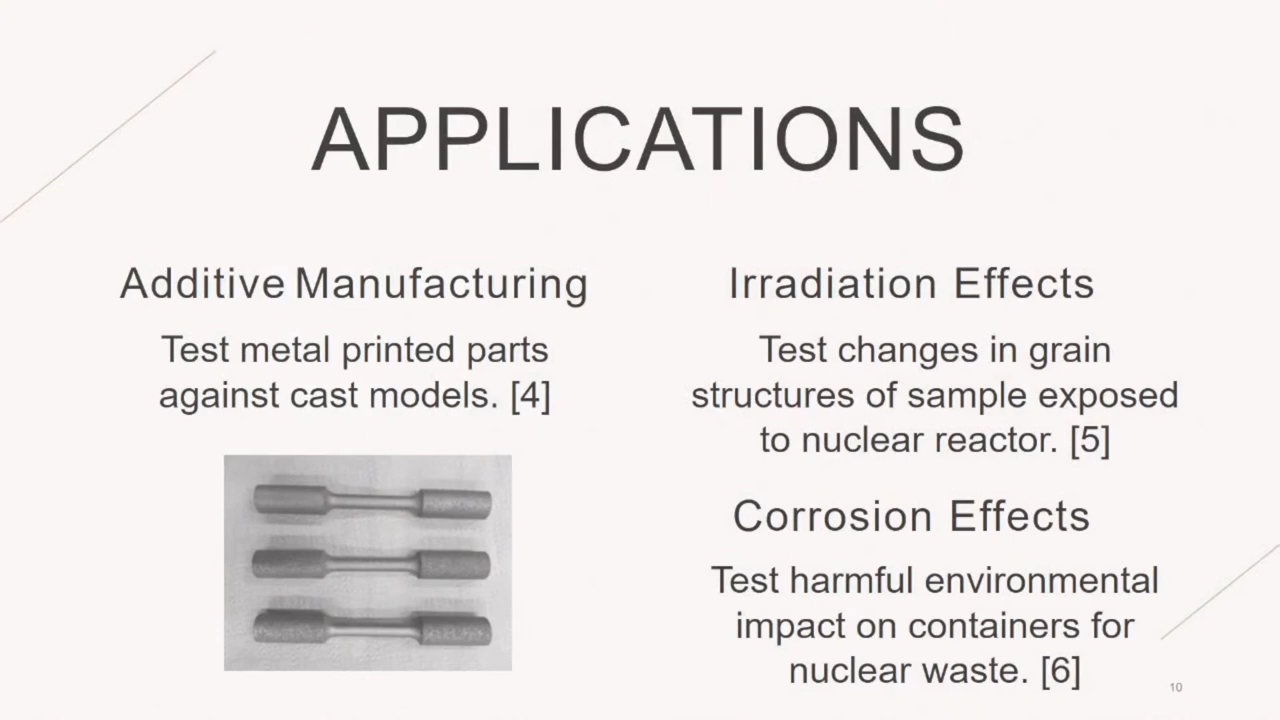 APPLICATIONS
Additive Manufacturing
Test metal printed parts
against cast models. [4]
Irradiation Effects
Test changes in grain
structures of sample exposed
to nuclear reactor. [5]
Corrosion Effects
Test harmful environmental
impact on containers for
nuclear waste. [6]
10